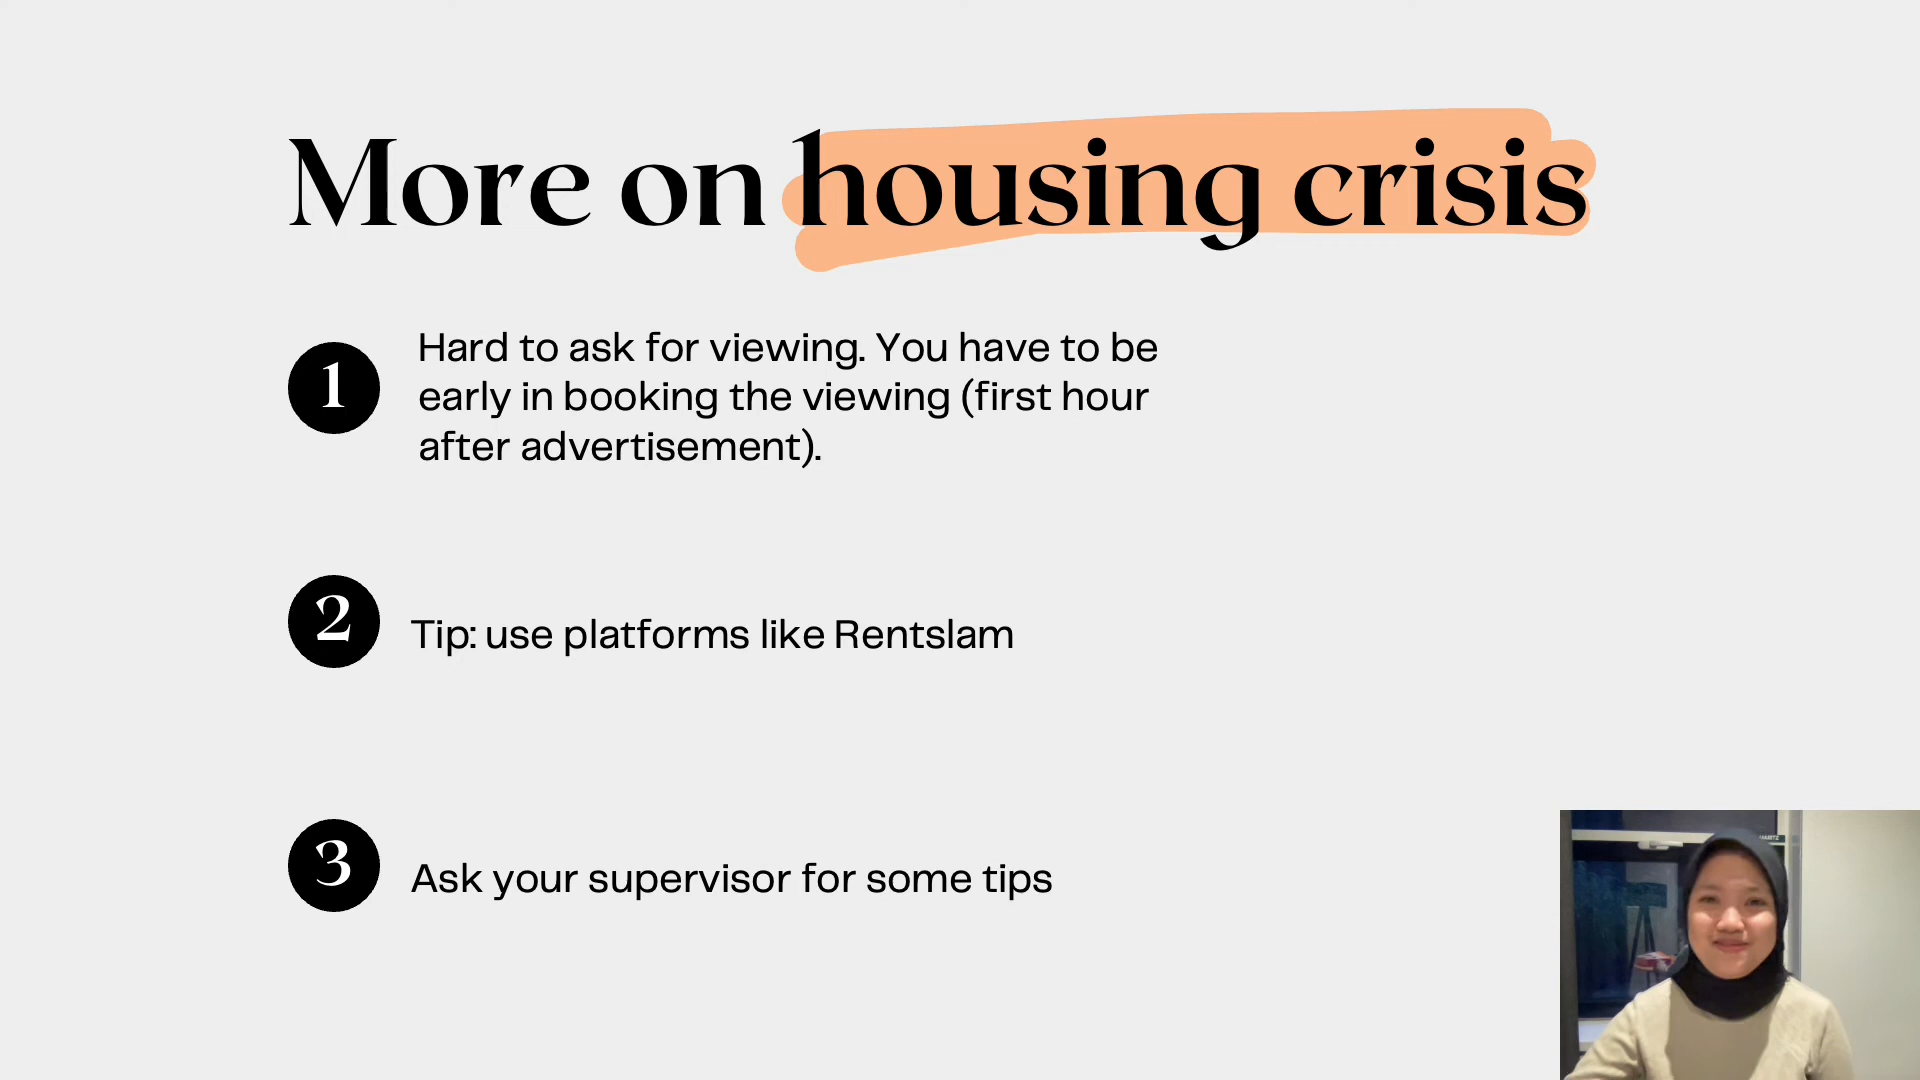 More on housing crisis
1
Hard to ask for viewing. You have to be
early in booking the viewing (first hour
after advertisement).
2
Tip: use platforms like Rentslam
3
Ask your supervisor for some tips